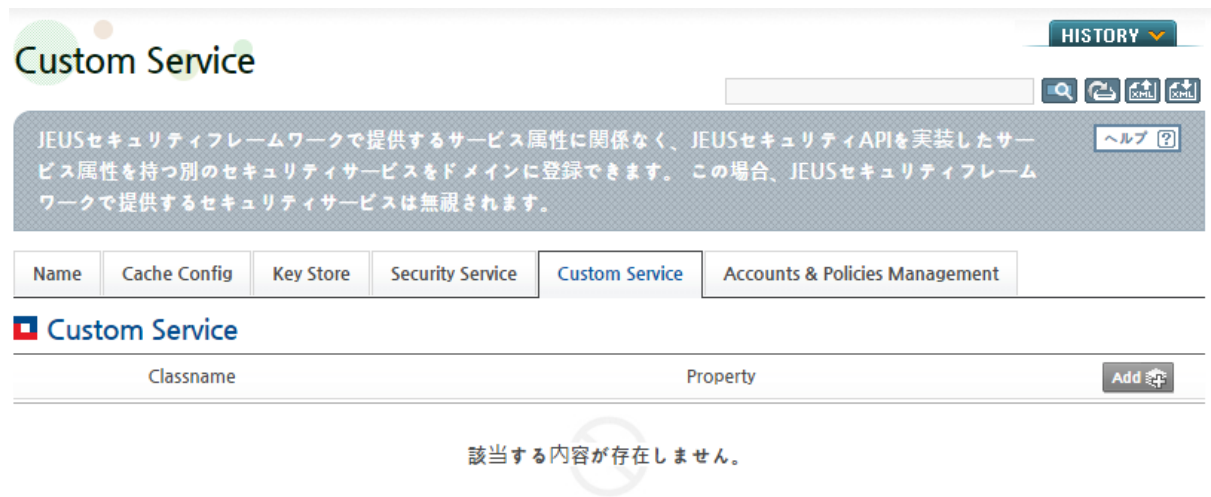 HISTORY
Custom Service
XML XML
JEUSセキュリティフレームワークで提供するサービス属性に関係なく、JEUSセキュリティAPIを実装したサー
ビス属性を持つ別のセキュリティサービスをドメインに登録できます。 この場合、JEUSセキュリティフレーム
ワークで提供するセキュリティサービスは無視されます。
ヘルプ ?
Name Cache Config Key Store Security Service Custom Service Accounts & Policies Management
Custom Service
Classname Property Add
該当する内容が存在しません。